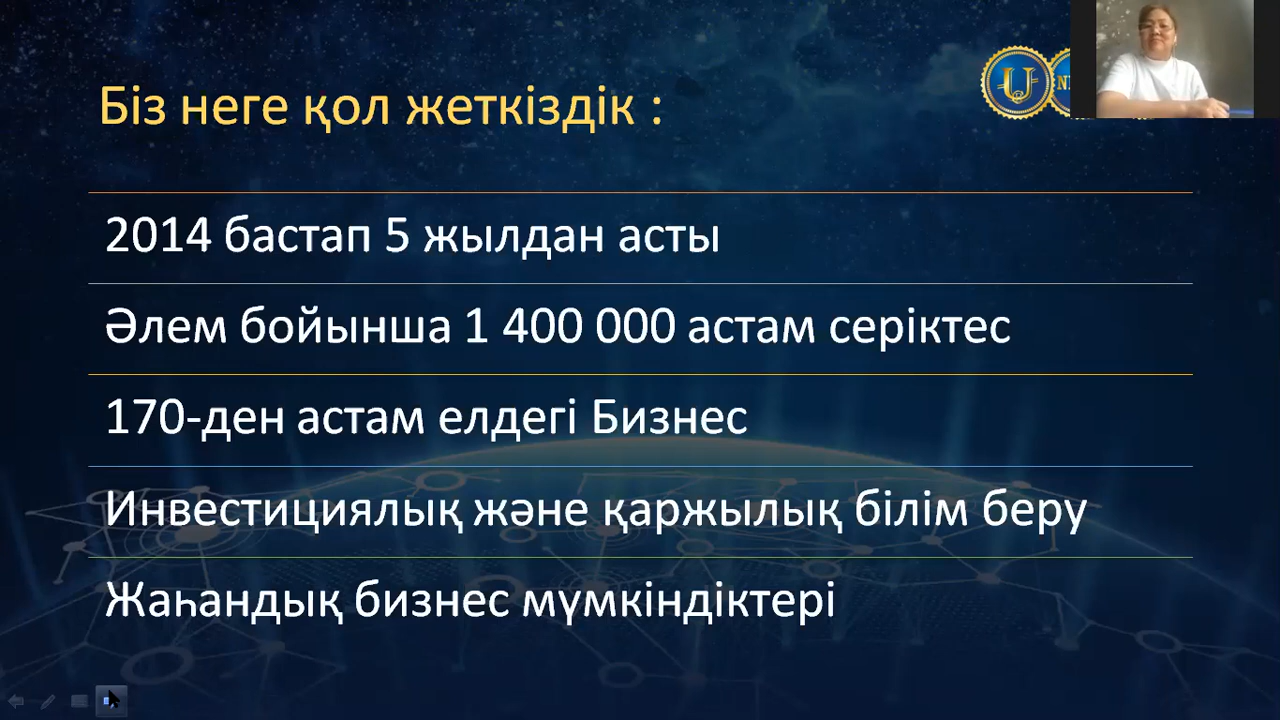 Біз неге қол жеткіздік :
2014 бастап 5 жылдан асты
Әлем бойынша 1 400 000 астам серіктес
170-ден астам елдегі Бизнес
Инвестициялық және қаржылық білім беру
Жаһандық бизнес мүмкіндіктері